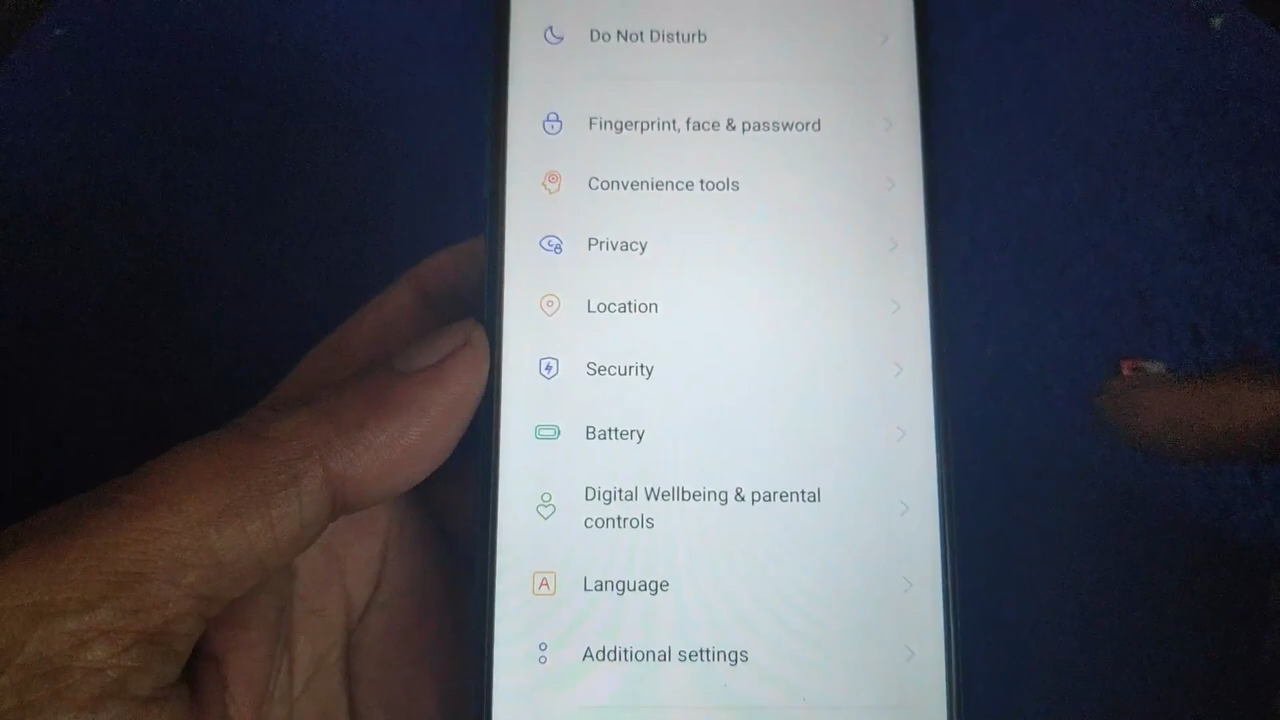 Do Not Disturb
Fingerprint, face & password
Convenience tools
Privacy
Location
Security
Battery
Digital Wellbeing & parental
controls
A Language
Additional settings